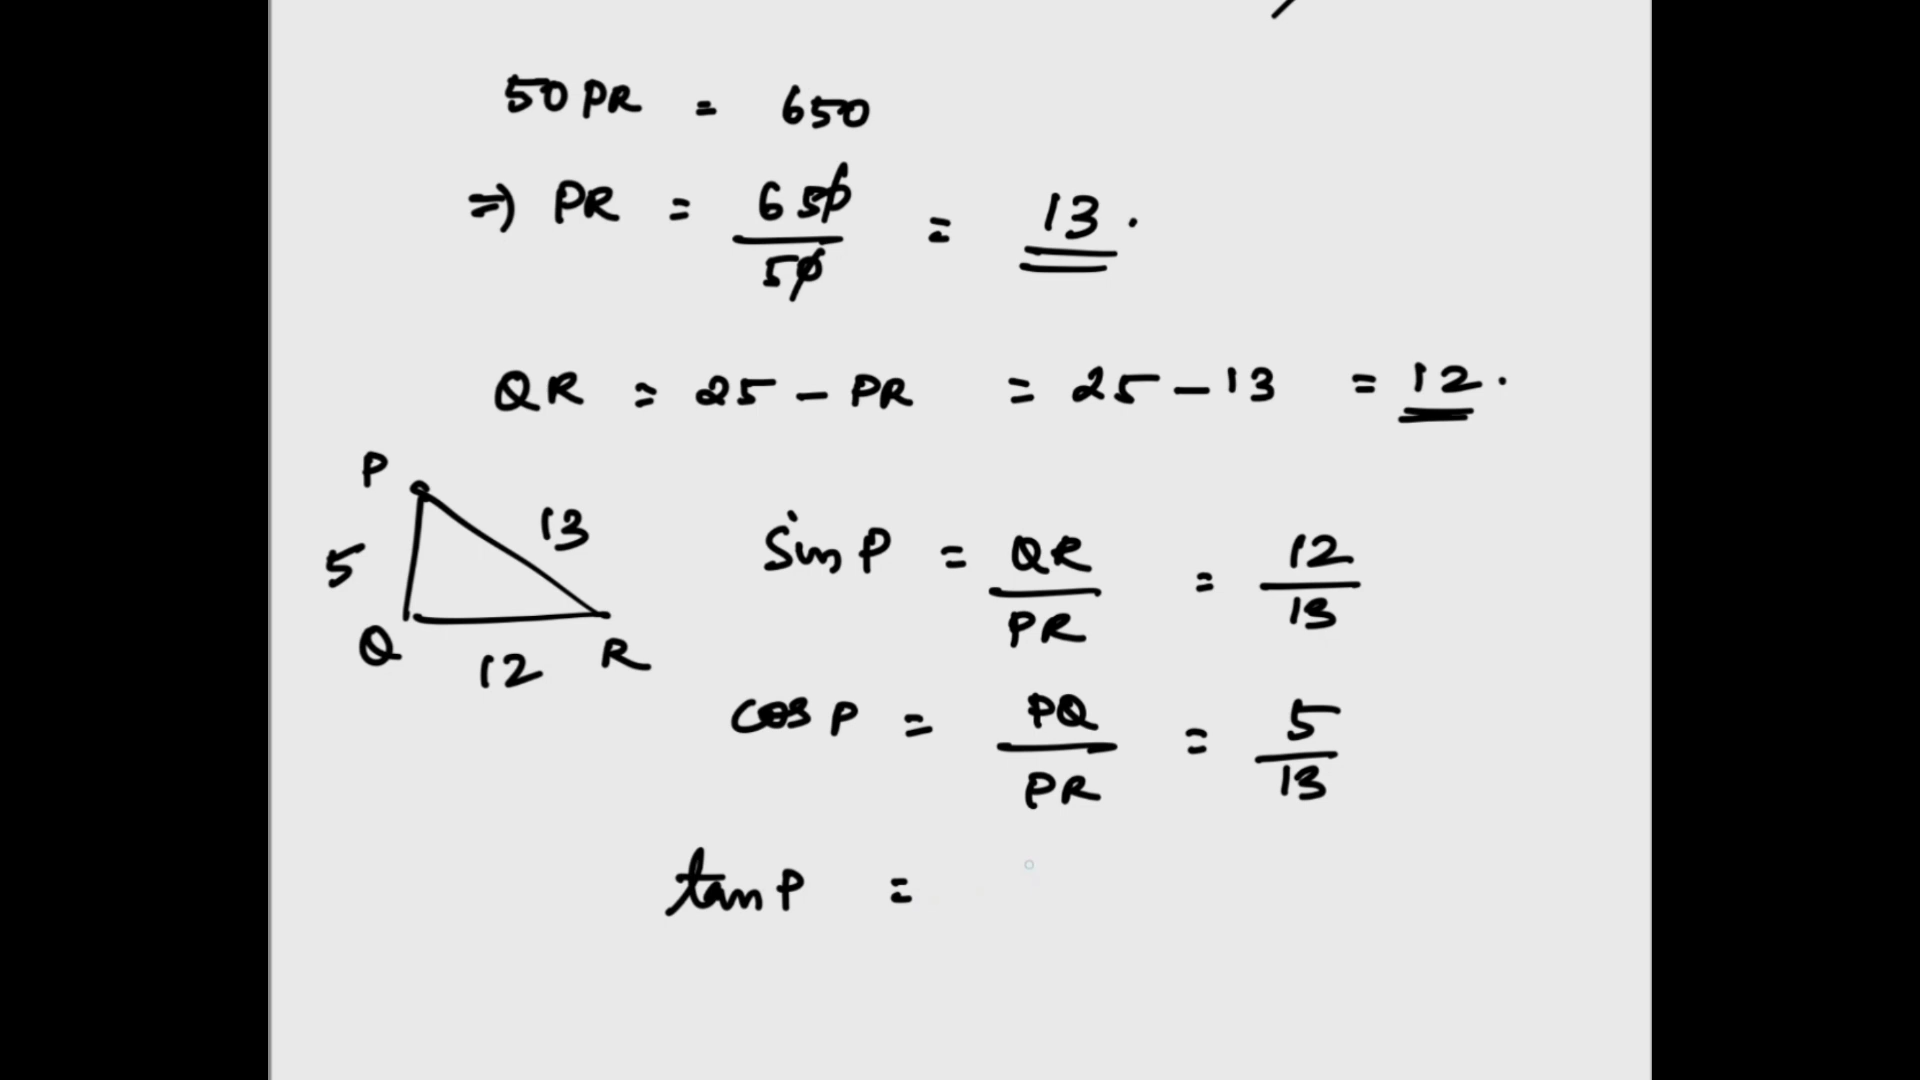 50 PR = 650
⇒ PR = 650/50 = 13.
QR = 25 - PR = 25 - 13 = 12.
P
5
13
Q
12
R
sin P = QR/PR = 12/13
cos P = PQ/PR = 5/13
tan P =